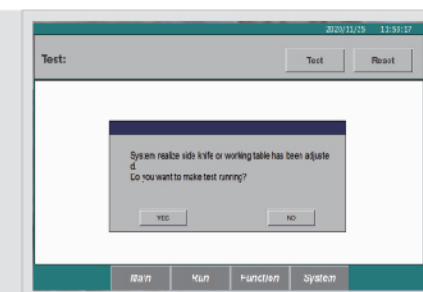 2020/11/25 11:53:17
Test:
Test Reset
System realize side knife or working table has been adjuste
d.
Do you want to make test running?
YES NO
Main Run Function System